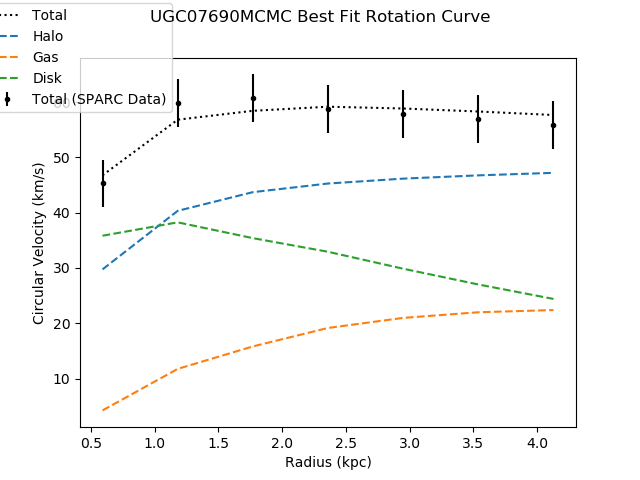 UGC07690MCMC Best Fit Rotation Curve
Total
Halo
Gas
Disk
Total (SPARC Data)
60
50
40
30
20
10
Circular Velocity (km/s)
0.5 1.0 1.5 2.0 2.5 3.0 3.5 4.0
Radius (kpc)